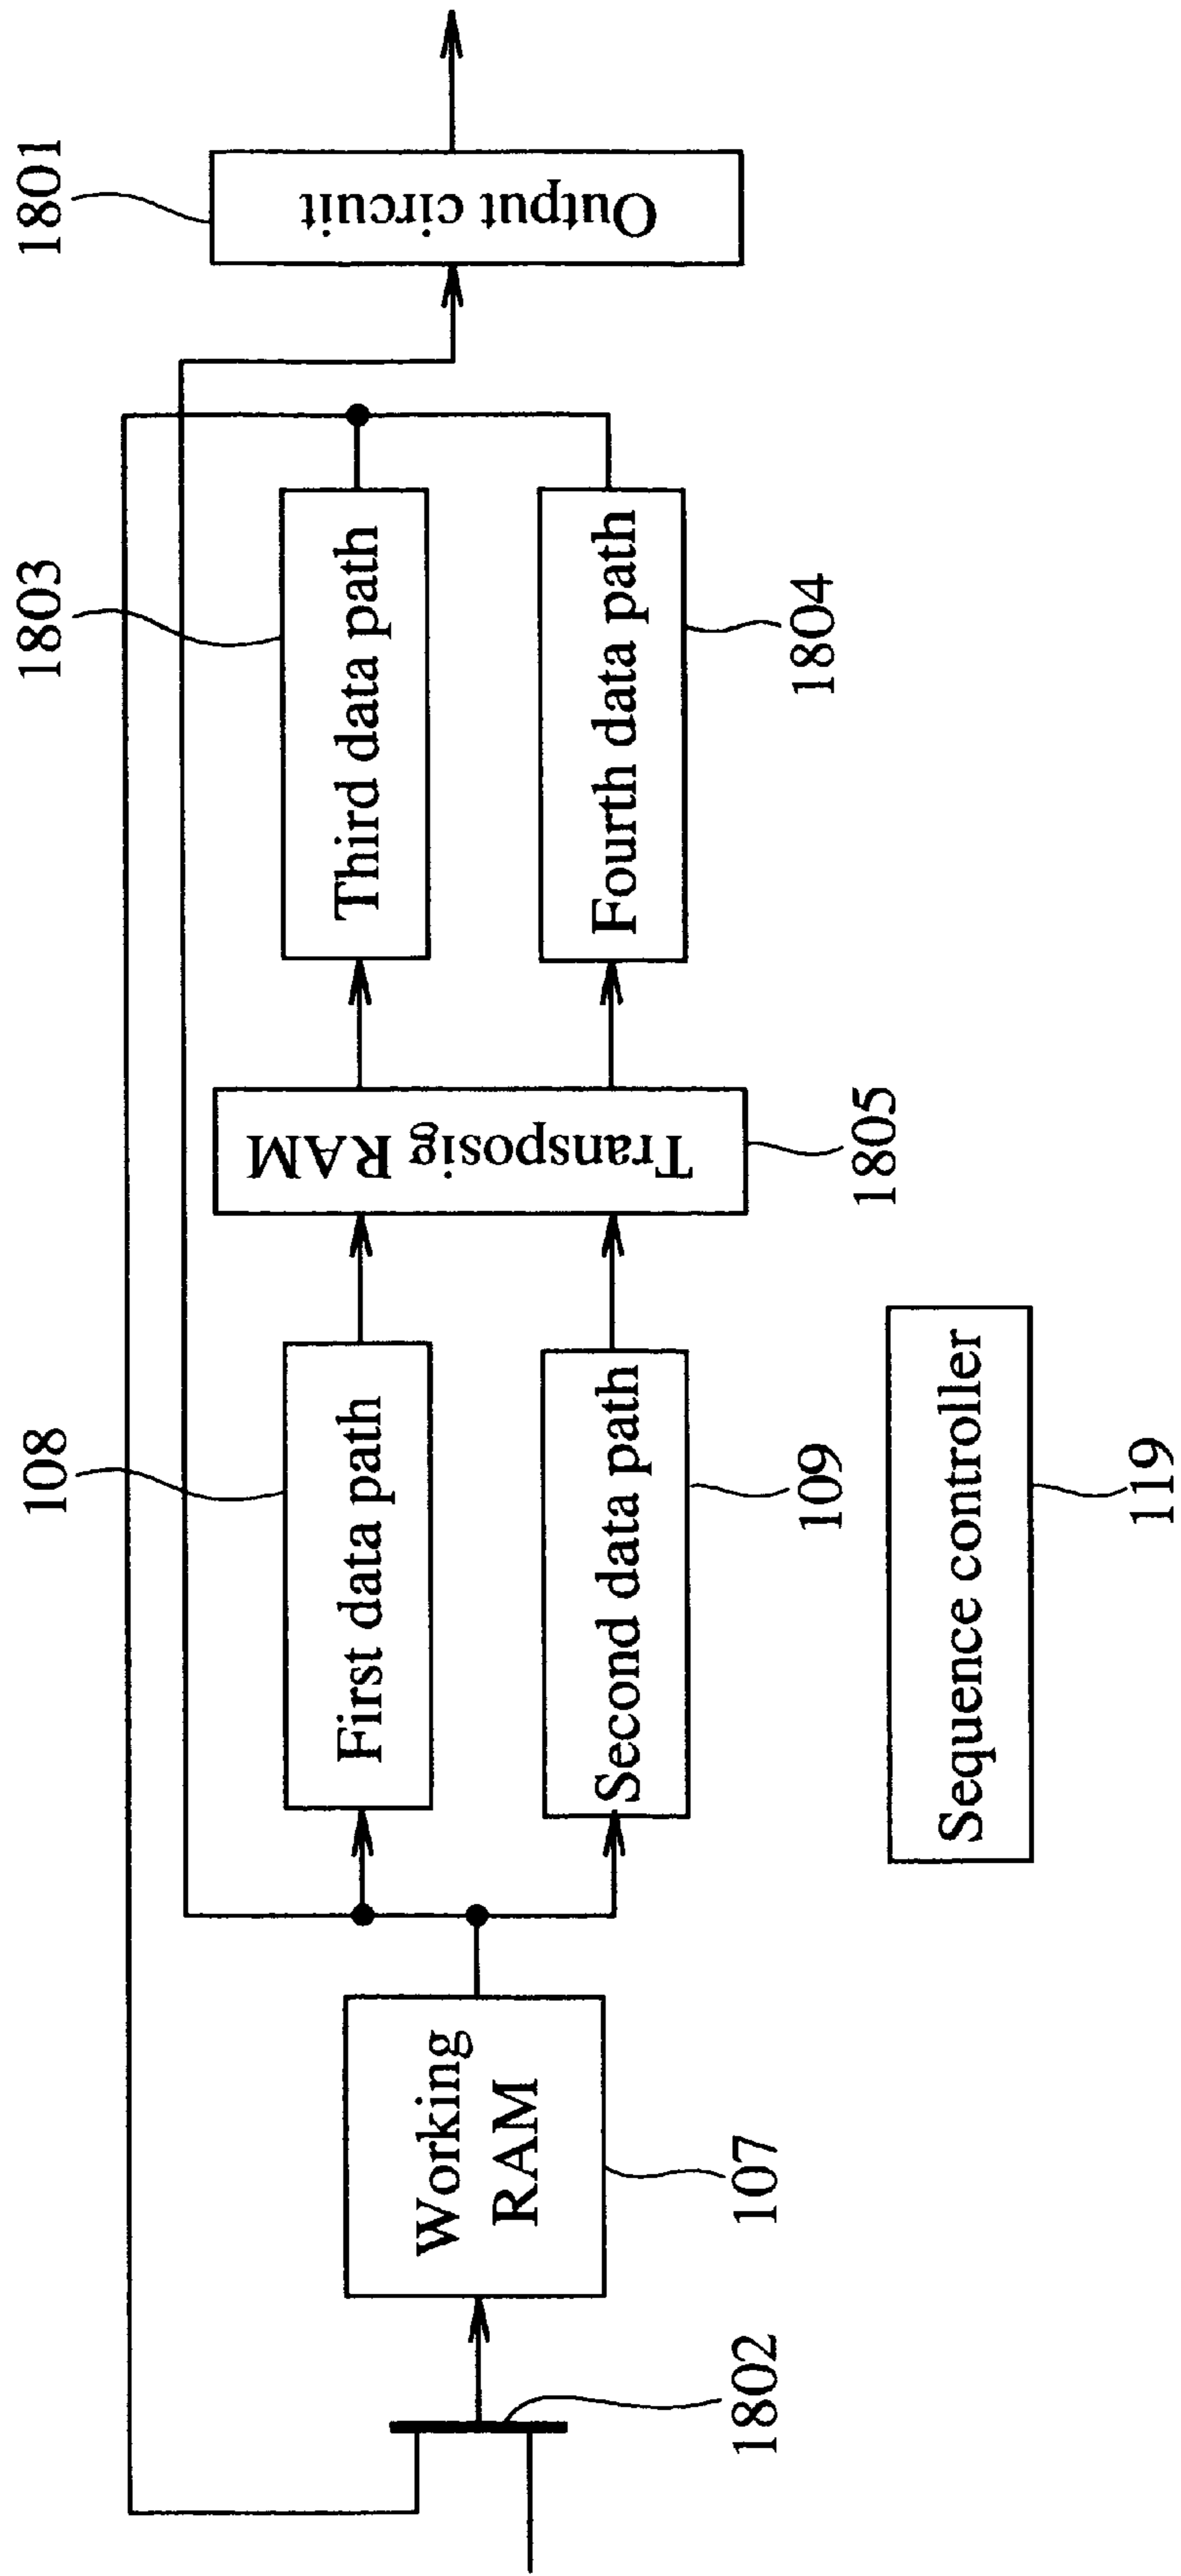 108
1803
1801
First data path
Third data path
Output circuit
Working
RAM
Transposig RAM
Second data path
Fourth data path
1802
107
109
1805
1804
Sequence controller
119